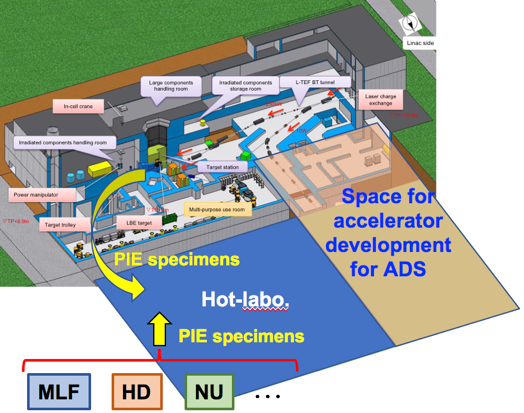 Linac side
Large components
handling room
Irradiated components
storage room
L-TEF BT tunnel
Laser charge
exchange
In-cell crane
Irradiated components handling room
Target station
Power manipulator
Target trolley
LBE target
Multi-purpose use room
Space for
accelerator
development
for ADS
PIE specimens
Hot-labo.
PIE specimens
MLF
HD
NU
...